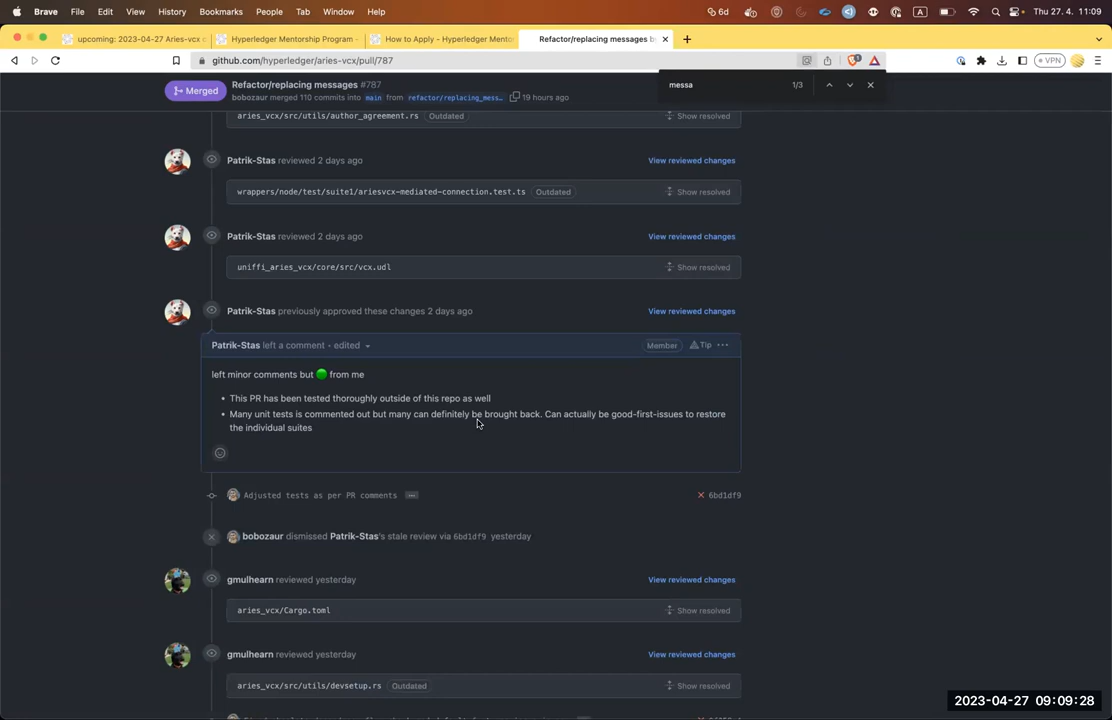 Brave File Edit View History Bookmarks People Tab Window Help 6d A Thu 27. 4. 11:09
upcoming: 2023-04-27 Aries-vcx c
Hyperledger Mentorship Program -
How to Apply - Hyperledger Mento
Refactor/replacing messages b
github.com/hyperledger/aries-vcx/pull/787
VPN
messa 1/3
Merged
Refactor/replacing messages #787
bobozaur merged 110 commits into main from refactor/replacing_mess… 19 hours ago
aries_vcx/src/utils/author_agreement.rs Outdated Show resolved
Patrik-Stas reviewed 2 days ago View reviewed changes
wrappers/node/test/suite1/ariesvcx-mediated-connection.test.ts Outdated Show resolved
Patrik-Stas reviewed 2 days ago View reviewed changes
uniffi_aries_vcx/core/src/vcx.udl Show resolved
Patrik-Stas previously approved these changes 2 days ago View reviewed changes
Patrik-Stas left a comment • edited Member Tip
left minor comments but 🟢 from me
• This PR has been tested thoroughly outside of this repo as well
• Many unit tests is commented out but many can definitely be brought back. Can actually be good-first-issues to restore
the individual suites
Adjusted tests as per PR comments 6bd1df9
bobozaur dismissed Patrik-Stas's stale review via 6bd1df9 yesterday
gmulhearn reviewed yesterday View reviewed changes
aries_vcx/Cargo.toml Show resolved
gmulhearn reviewed yesterday View reviewed changes
aries_vcx/src/utils/devsetup.rs Outdated Show resolved
2023-04-27 09:09:28